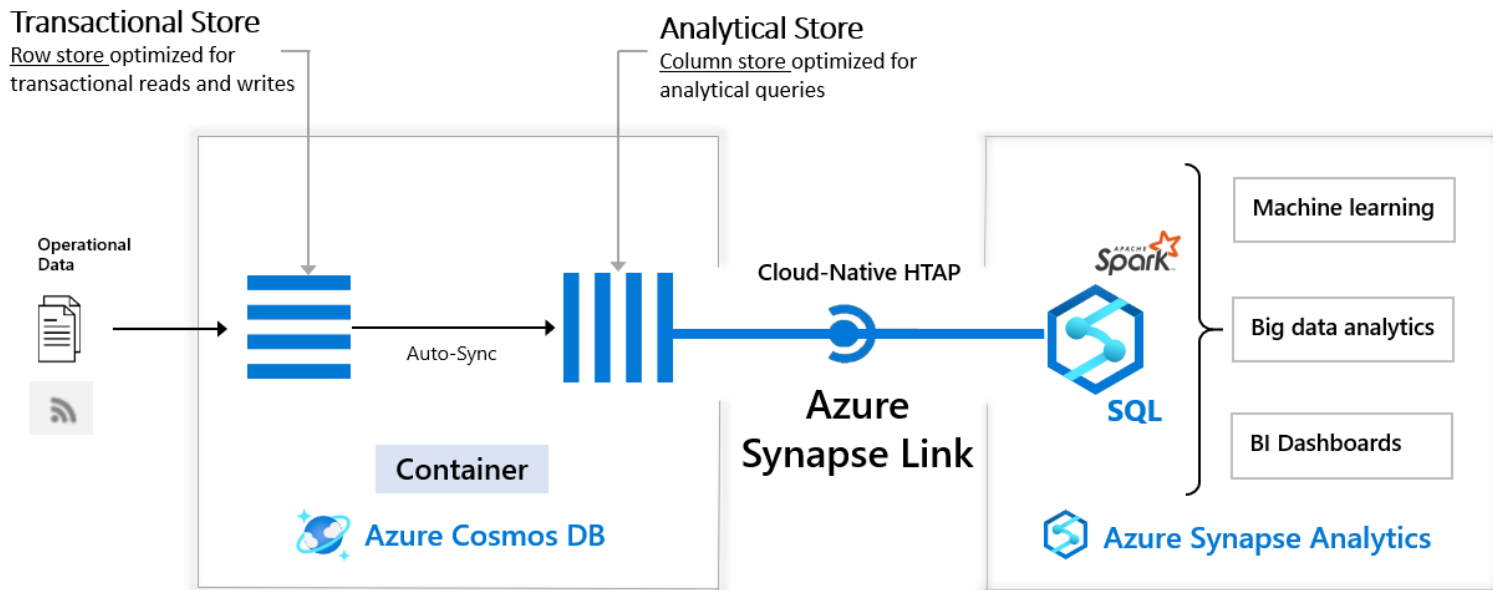 Transactional Store
Row store optimized for
transactional reads and writes
Analytical Store
Column store optimized for
analytical queries
Operational
Data
Auto-Sync
Container
Azure Cosmos DB
Cloud-Native HTAP
Azure
Synapse Link
APACHE
Spark
SQL
Machine learning
Big data analytics
BI Dashboards
Azure Synapse Analytics